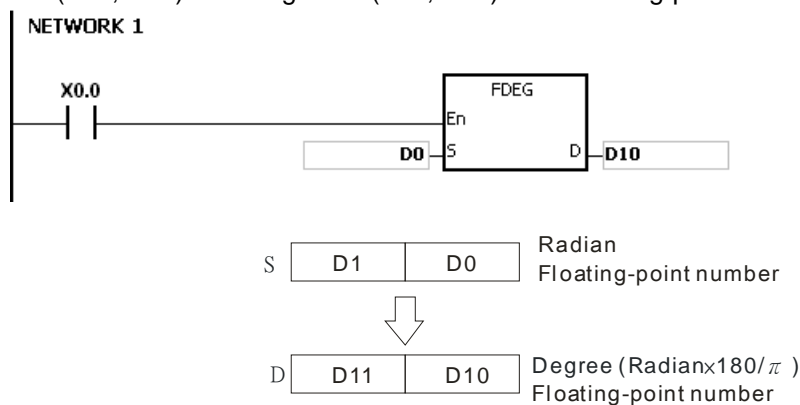 NETWORK 1
X0.0
FDEG
En
D0 S D D10
S D1 D0 Radian
Floating-point number
D D11 D10 Degree (Radian×180/π)
Floating-point number